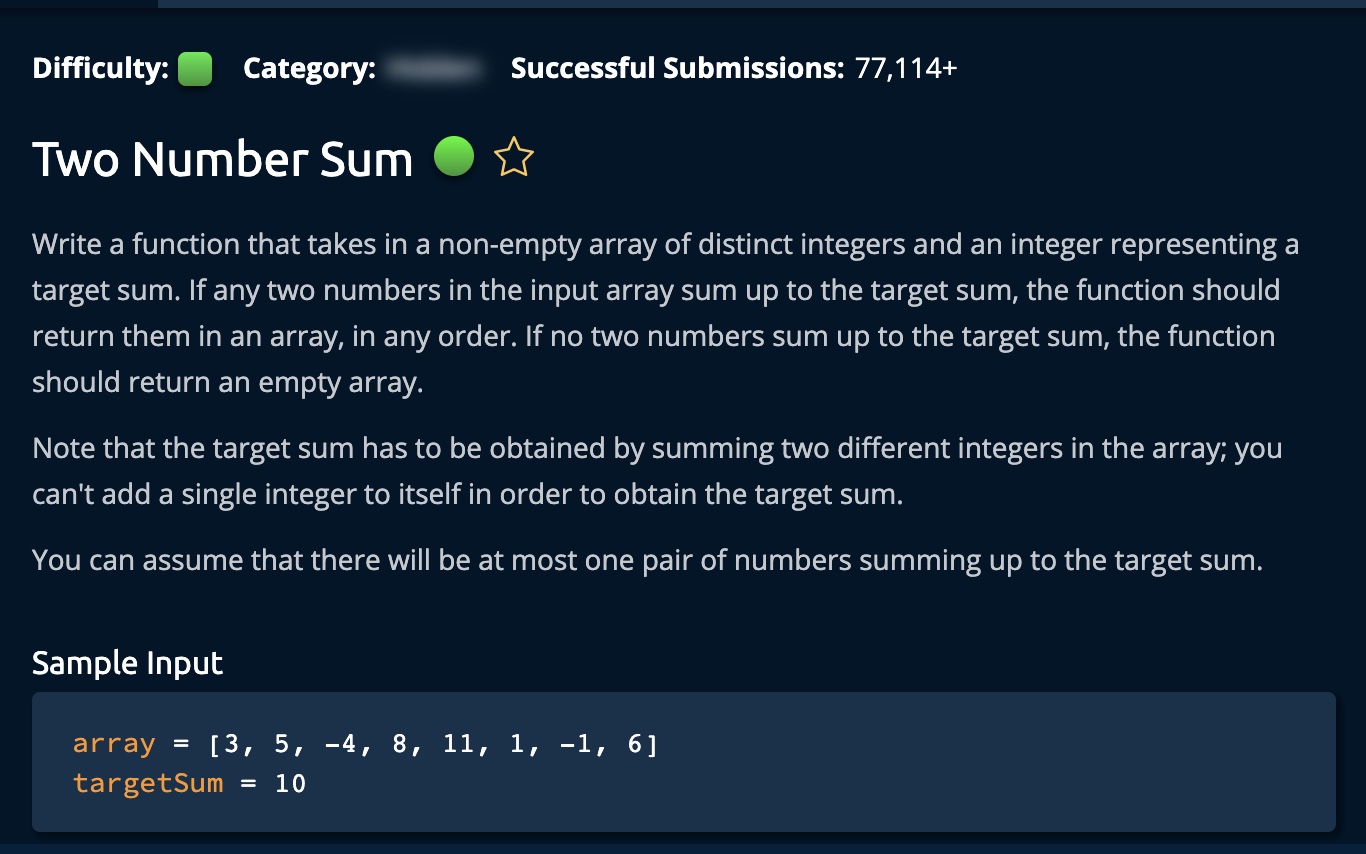 Difficulty: Category: Successful Submissions: 77,114+
Two Number Sum
Write a function that takes in a non-empty array of distinct integers and an integer representing a
target sum. If any two numbers in the input array sum up to the target sum, the function should
return them in an array, in any order. If no two numbers sum up to the target sum, the function
should return an empty array.
Note that the target sum has to be obtained by summing two different integers in the array; you
can't add a single integer to itself in order to obtain the target sum.
You can assume that there will be at most one pair of numbers summing up to the target sum.
Sample Input
array = [3, 5, -4, 8, 11, 1, -1, 6]
targetSum = 10